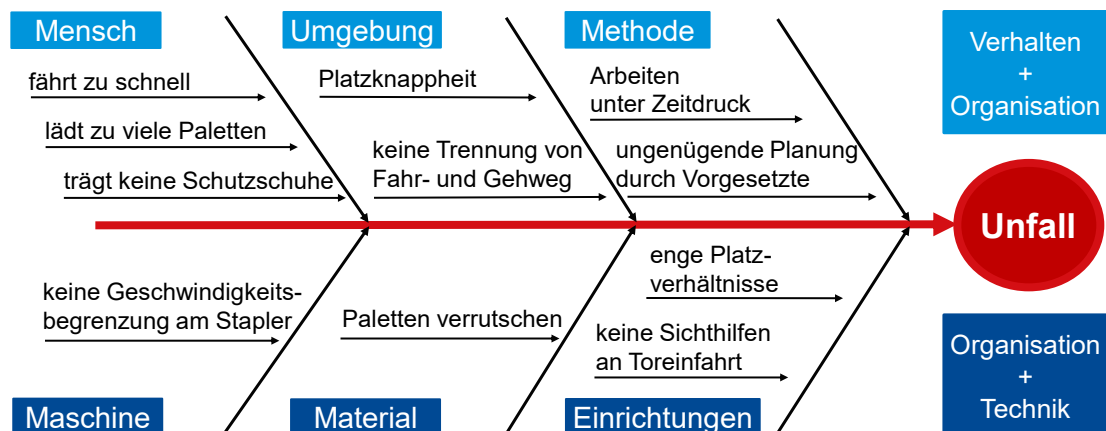 Mensch
Umgebung
Methode
Verhalten
+
Organisation
fährt zu schnell
lädt zu viele Paletten
trägt keine Schutzschuhe
Platzknappheit
keine Trennung von
Fahr- und Gehweg
Arbeiten
unter Zeitdruck
ungenügende Planung
durch Vorgesetzte
Unfall
keine Geschwindigkeits-
begrenzung am Stapler
Paletten verrutschen
enge Platz-
verhältnisse
keine Sichthilfen
an Toreinfahrt
Organisation
+
Technik
Maschine
Material
Einrichtungen